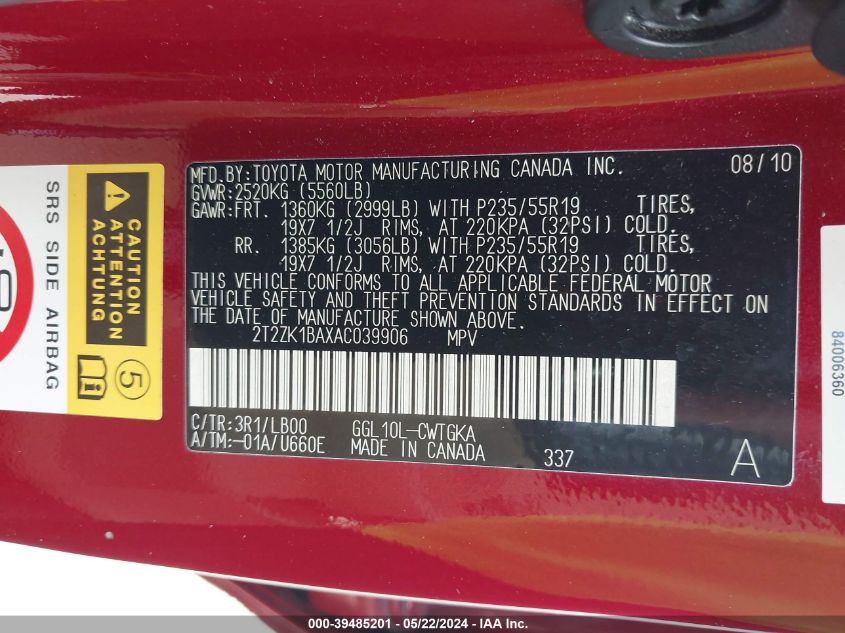 MFD.BY:TOYOTA MOTOR MANUFACTURING CANADA INC. 08/10
GVWR:2520KG (5560LB)
GAWR:FRT. 1360KG (2999LB) WITH P235/55R19 TIRES,
19X7 1/2J RIMS, AT 220KPA (32PSI) COLD.
RR. 1385KG (3056LB) WITH P235/55R19 TIRES,
19X7 1/2J RIMS, AT 220KPA (32PSI) COLD.
THIS VEHICLE CONFORMS TO ALL APPLICABLE FEDERAL MOTOR
VEHICLE SAFETY AND THEFT PREVENTION STANDARDS IN EFFECT ON
THE DATE OF MANUFACTURE SHOWN ABOVE.
2T2ZK1BAXAC039906 MPV
C/TR:3R1/LB00 GGL10L-CWTGKA
A/TM:-01A/U660E MADE IN CANADA 337 A
CAUTION
ATTENTION
ACHTUNG
5
SRS SIDE AIRBAG
84006360
000-39485201 - 05/22/2024 - IAA Inc.